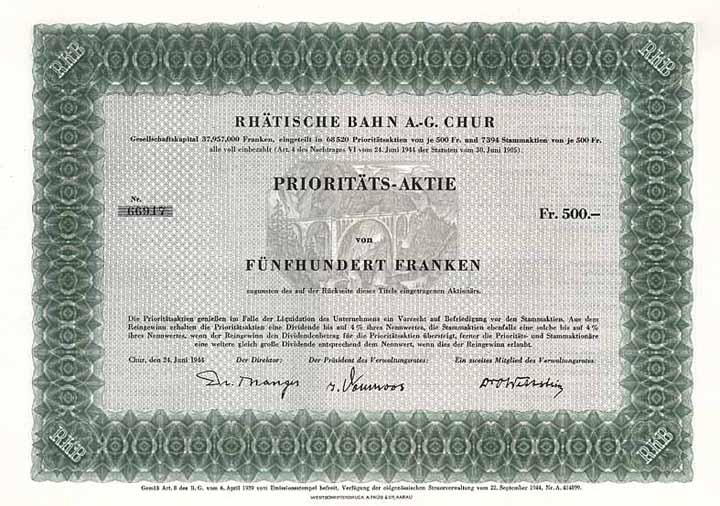 RhB RhB
RHÄTISCHE BAHN A.-G. CHUR
Gesellschaftskapital 37,957,000 Franken, eingeteilt in 68520 Prioritätsaktien von je 500 Fr. und 7394 Stammaktien von je 500 Fr.
alle voll einbezahlt (Art. 4 des Nachtrages VI vom 24. Juni 1944 der Statuten vom 30. Juni 1905).
PRIORITÄTS-AKTIE
Nr.
66917 Fr. 500.–
von
FÜNFHUNDERT FRANKEN
zugunsten des auf der Rückseite dieses Titels eingetragenen Aktionärs.
Die Prioritätsaktien genießen im Falle der Liquidation des Unternehmens ein Vorrecht auf Befriedigung vor den Stammaktien. Aus dem
Reingewinn erhalten die Prioritätsaktien eine Dividende bis auf 4% ihres Nennwertes, die Stammaktien ebenfalls eine solche bis auf 4%
ihres Nennwertes, wenn der Reingewinn den Dividendenbetrag für die Prioritätsaktien übersteigt, ferner die Prioritäts- und Stammaktionäre
eine weitere gleich große Dividende entsprechend dem Nennwert, wenn dies der Reingewinn erlaubt.
Chur, den 24. Juni 1944 Der Direktor: Der Präsident des Verwaltungsrates: Ein zweites Mitglied des Verwaltungsrates:
RhB RhB
Gemäß Art. 8 des B. G. vom 6. April 1939 vom Emissionsstempel befreit, Verfügung der eidgenössischen Steuerverwaltung vom 22. September 1944, Nr. A. 414199.
WERTSCHRIFTENDRUCK A. TRÜB & CIE, AARAU